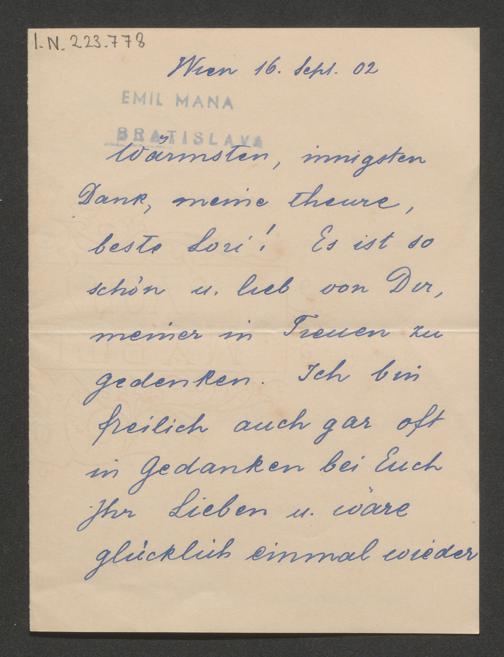 I.N. 223.778
Wien 16. Sept. 02
EMIL MANA
BRATISLAVA
Wärmsten, innigsten
Dank, meine theure,
beste Lori! Es ist so
schön u. lieb von Dir,
meiner in Treuen zu
gedenken. Ich bin
freilich auch gar oft
in Gedanken bei Euch
Ihr Lieben u. wäre
glücklich einmal wieder